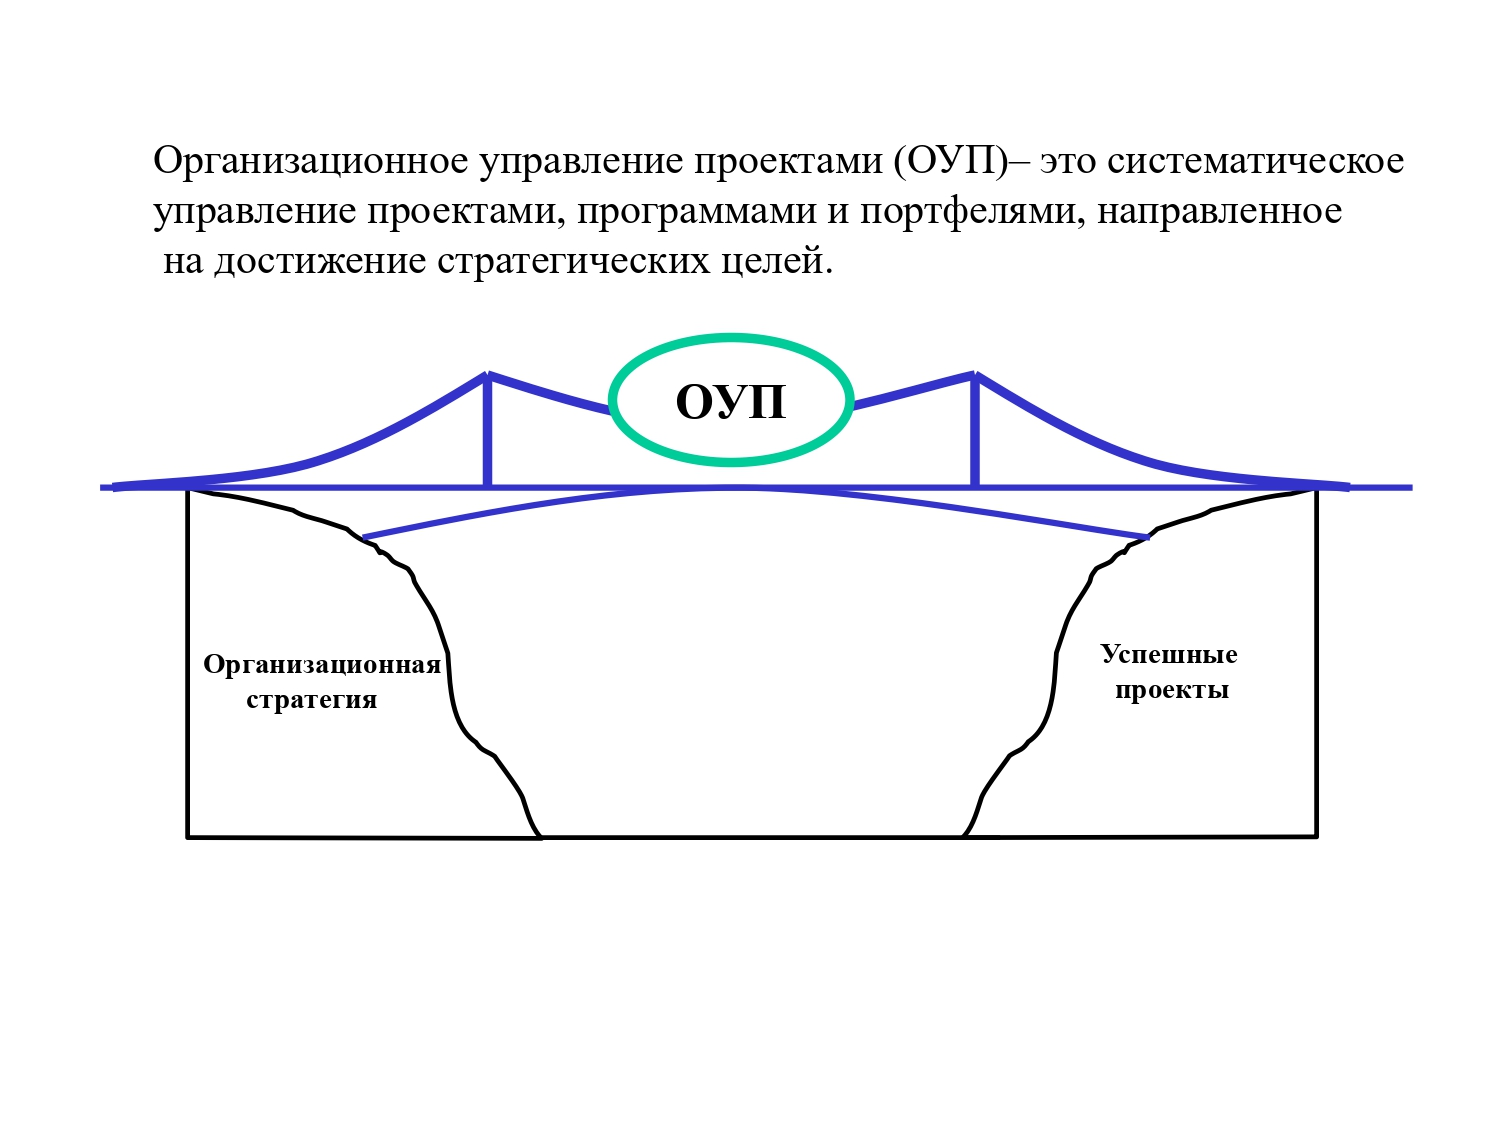 Организационное управление проектами (ОУП)– это систематическое
управление проектами, программами и портфелями, направленное
на достижение стратегических целей.
ОУП
Организационная
стратегия
Успешные
проекты